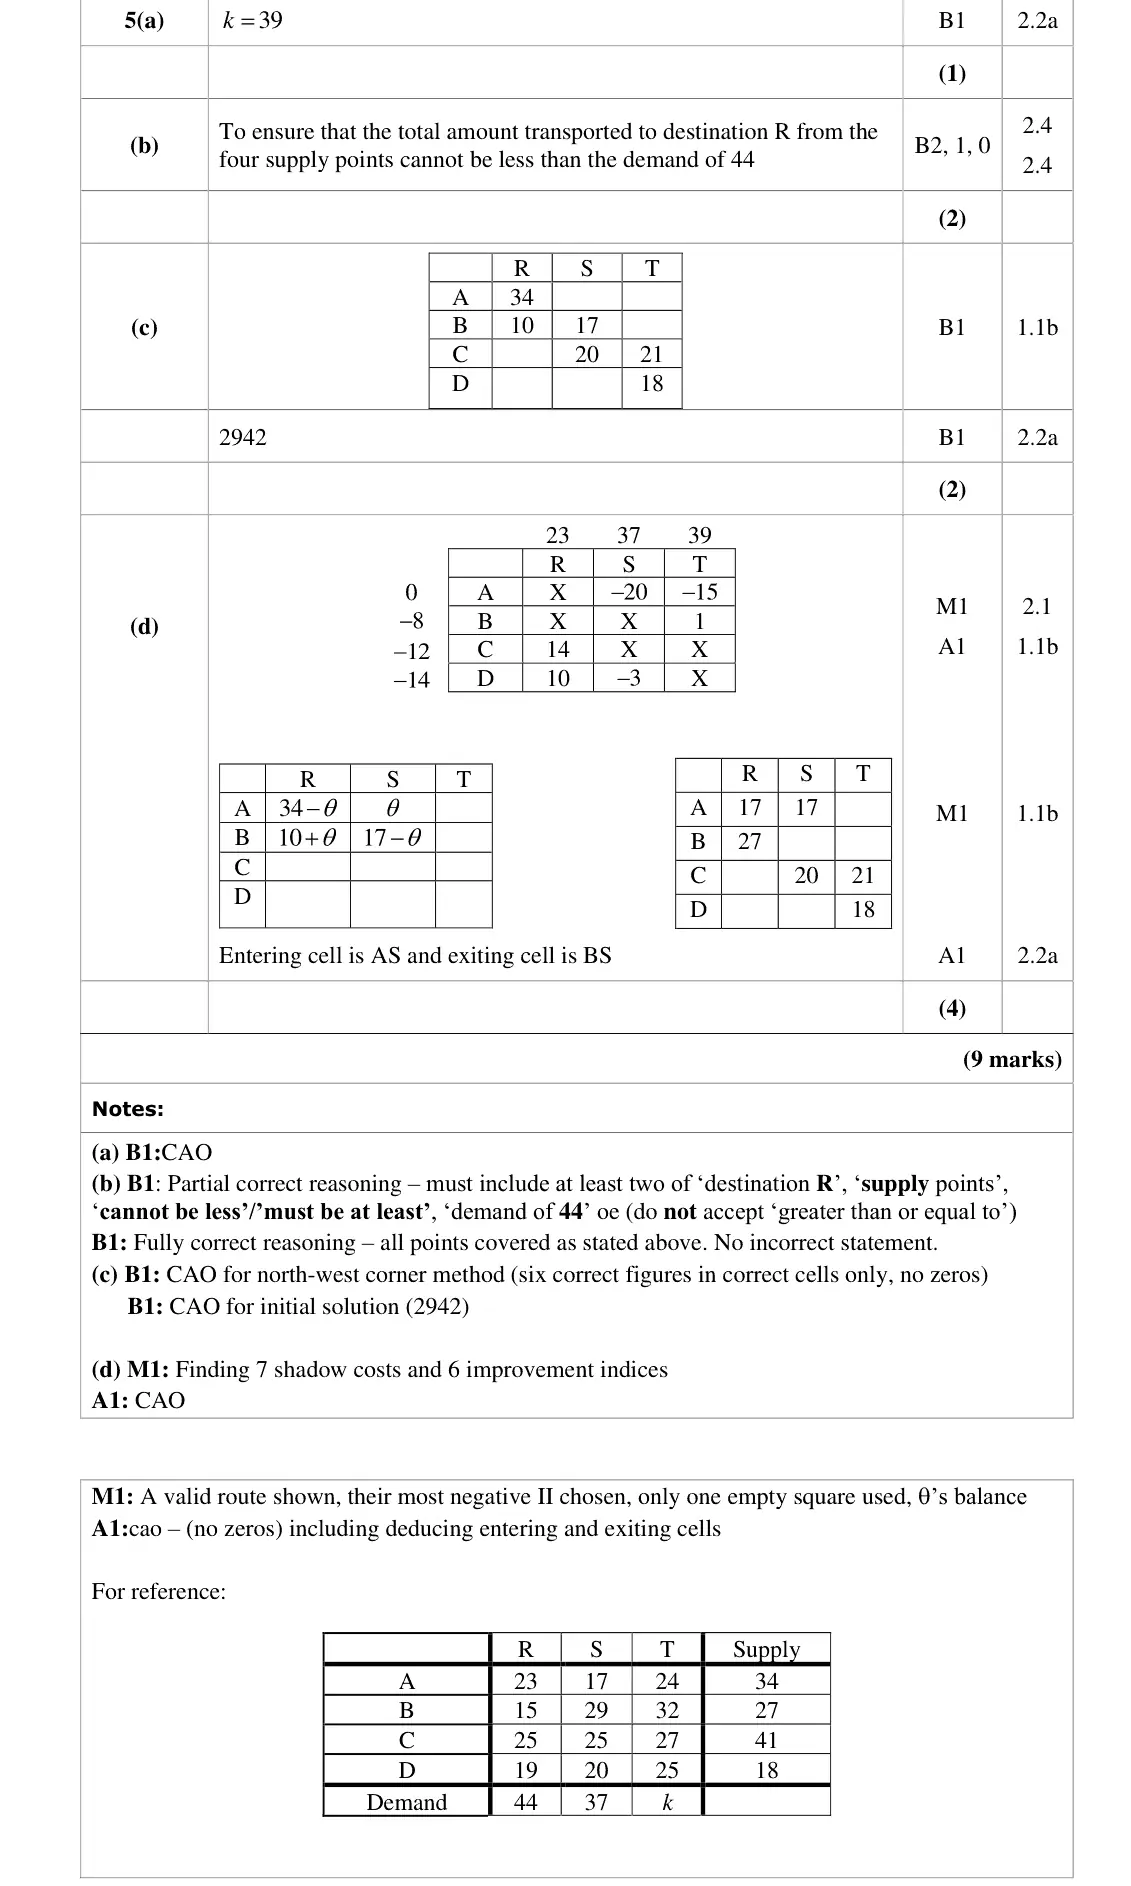 5(a) k = 39 B1 2.2a
(1)
(b) To ensure that the total amount transported to destination R from the
four supply points cannot be less than the demand of 44 B2, 1, 0 2.4
2.4
(2)
(c)
R S T
A 34
B 10 17
C 20 21
D 18
B1 1.1b
2942 B1 2.2a
(2)
(d)
23 37 39
R S T
0 A X –20 –15
–8 B X X 1
–12 C 14 X X
–14 D 10 –3 X
M1 2.1
A1 1.1b
R S T
A 34−θ θ
B 10+θ 17−θ
C
D
R S T
A 17 17
B 27
C 20 21
D 18
M1 1.1b
Entering cell is AS and exiting cell is BS A1 2.2a
(4)
(9 marks)
Notes:
(a) B1:CAO
(b) B1: Partial correct reasoning – must include at least two of ‘destination R’, ‘supply points’,
‘cannot be less’/’must be at least’, ‘demand of 44’ oe (do not accept ‘greater than or equal to’)
B1: Fully correct reasoning – all points covered as stated above. No incorrect statement.
(c) B1: CAO for north-west corner method (six correct figures in correct cells only, no zeros)
B1: CAO for initial solution (2942)
(d) M1: Finding 7 shadow costs and 6 improvement indices
A1: CAO
M1: A valid route shown, their most negative II chosen, only one empty square used, θ’s balance
A1:cao – (no zeros) including deducing entering and exiting cells
For reference:
R S T Supply
A 23 17 24 34
B 15 29 32 27
C 25 25 27 41
D 19 20 25 18
Demand 44 37 k